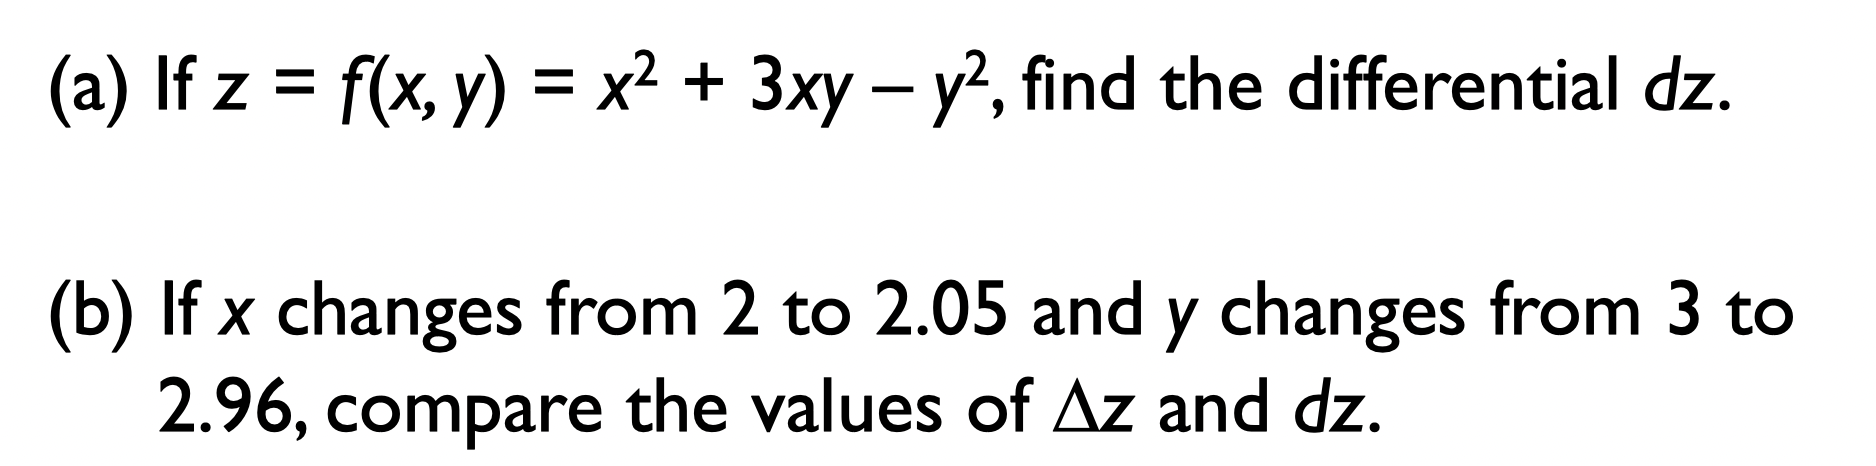 (a) If z = f(x, y) = x² + 3xy – y², find the differential dz.
(b) If x changes from 2 to 2.05 and y changes from 3 to
2.96, compare the values of Δz and dz.